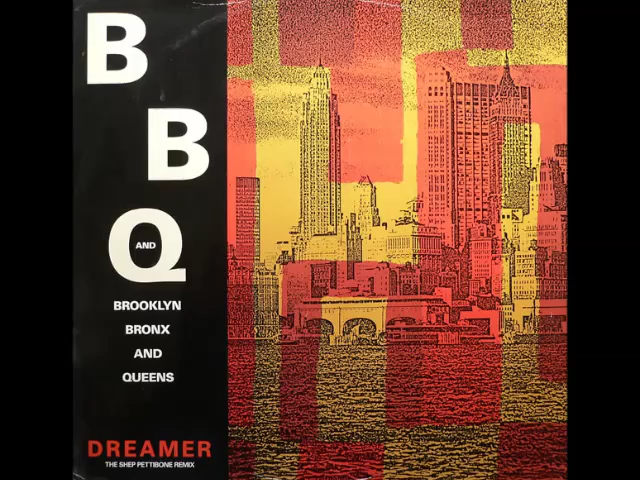 B
B
AND
Q
BROOKLYN
BRONX
AND
QUEENS
DREAMER
THE SHEP PETTIBONE REMIX